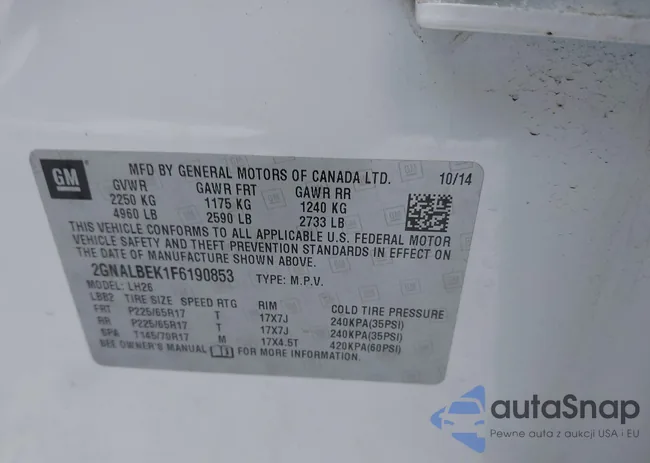 GM
MFD BY GENERAL MOTORS OF CANADA LTD. 10/14
GVWR GAWR FRT GAWR RR
2250 KG 1175 KG 1240 KG
4960 LB 2590 LB 2733 LB
THIS VEHICLE CONFORMS TO ALL APPLICABLE U.S. FEDERAL MOTOR
VEHICLE SAFETY AND THEFT PREVENTION STANDARDS IN EFFECT ON
THE DATE OF MANUFACTURE SHOWN ABOVE.
2GNALBEK1F6190853 TYPE: M.P.V.
MODEL: LH26
LBB2 TIRE SIZE SPEED RTG RIM COLD TIRE PRESSURE
FRT P225/65R17 T 17X7J 240KPA(35PSI)
RR P225/65R17 T 17X7J 240KPA(35PSI)
SPA T145/70R17 M 17X4.5T 420KPA(60PSI)
SEE OWNER'S MANUAL FOR MORE INFORMATION.
autaSnap
Pewne auta z aukcji USA i EU